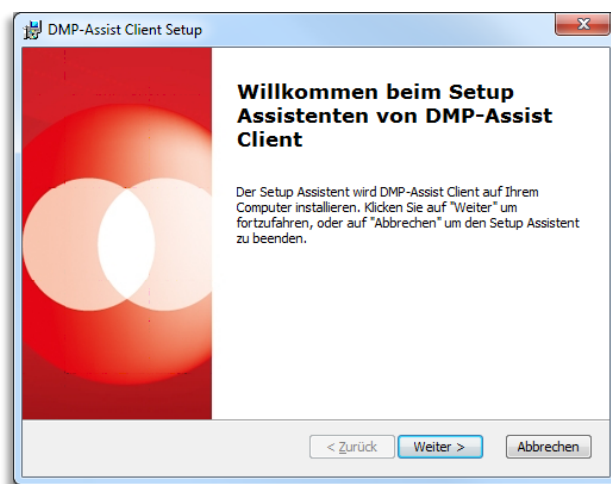 DMP-Assist Client Setup
Willkommen beim Setup
Assistenten von DMP-Assist
Client
Der Setup Assistent wird DMP-Assist Client auf Ihrem
Computer installieren. Klicken Sie auf "Weiter" um
fortzufahren, oder auf "Abbrechen" um den Setup Assistent
zu beenden.
< Zurück Weiter > Abbrechen